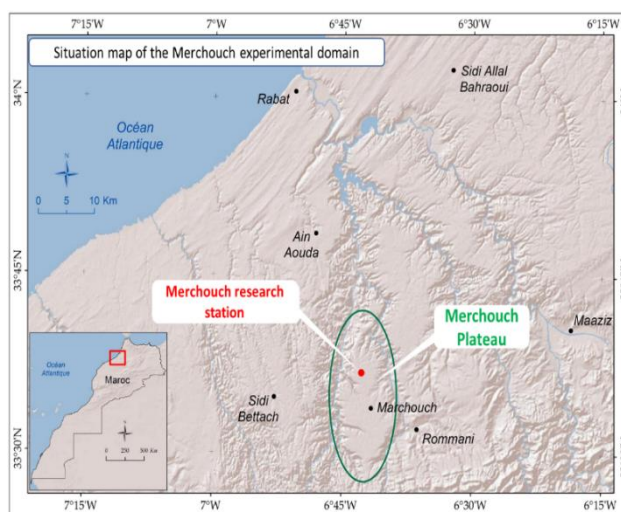 7°15'W
7°W
6°45'W
6°30'W
6°15'W
Situation map of the Merchouch experimental domain
34°N
Rabat
Sidi Allal
Bahraoui
Océan
Atlantique
N
0 5 10 Km
Ain
Aouda
33°45'N
Merchouch research
station
Merchouch
Plateau
Maaziz
Océan
Atlantique
Maroc
Sidi
Bettach
Marchouch
Rommani
33°30'N
0 250 500 Km
7°15'W
7°W
6°45'W
6°30'W
6°15'W